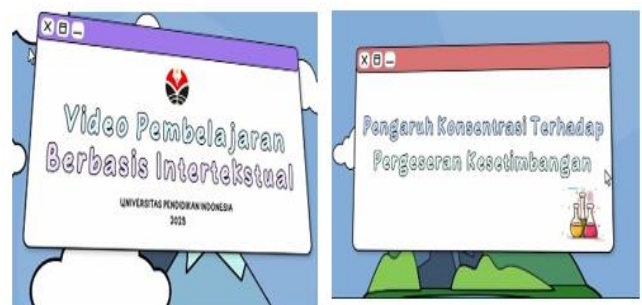 Video Pembelajaran
Berbasis Intertekstual
UNIVERSITAS PENDIDIKAN INDONESIA
2023
Pengaruh Konsentrasi Terhadap
Pergeseran Kesetimbangan